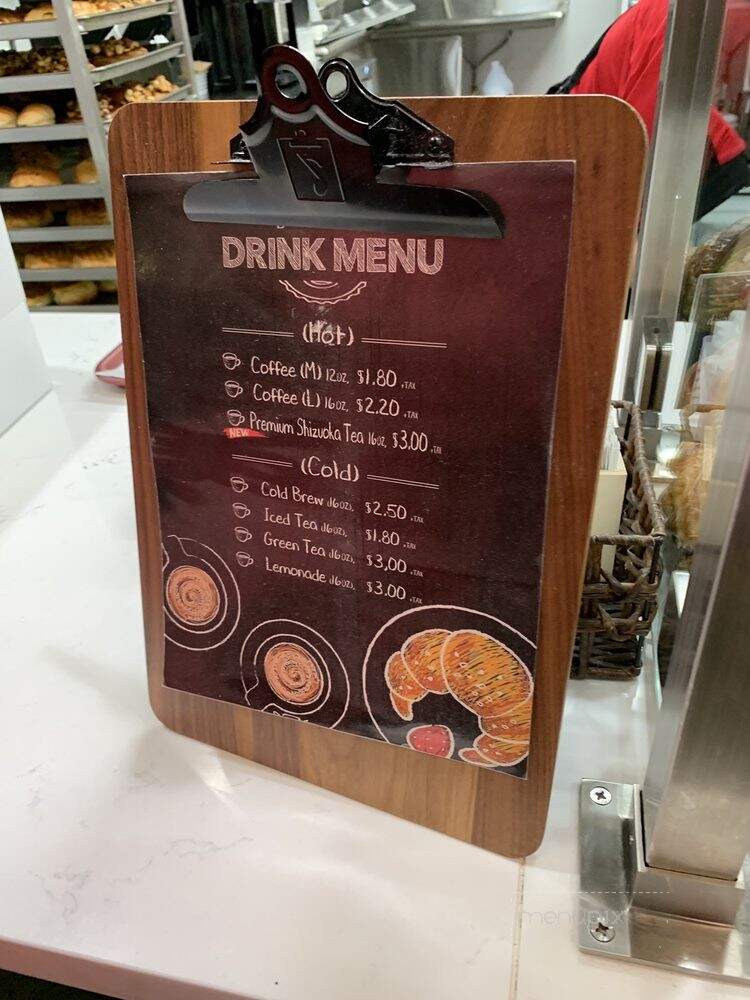 DRINK MENU
(Hot)
Coffee (M) 12oz, $1.80 +TAX
Coffee (L) 16oz, $2.20 +TAX
Premium Shizuoka Tea 16oz, $3.00 +TAX
NEW
(Cold)
Cold Brew (16oz), $2.50 +TAX
Iced Tea (16oz), $1.80 +TAX
Green Tea (16oz), $3.00 +TAX
Lemonade (16oz), $3.00 +TAX
menupix